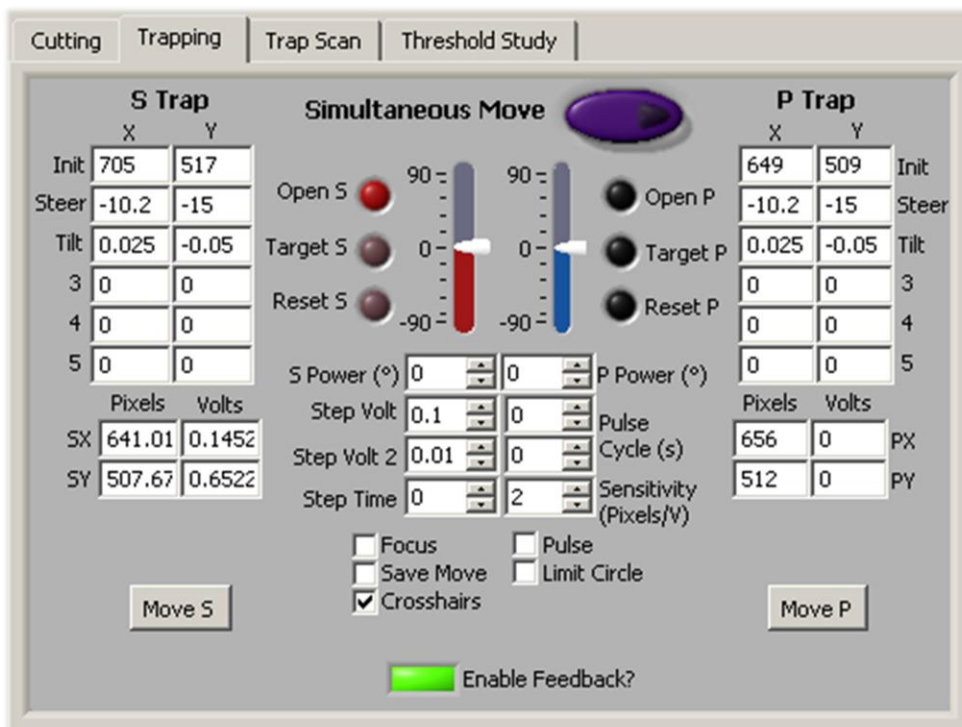 Cutting Trapping Trap Scan Threshold Study
S Trap Simultaneous Move P Trap
X Y X Y
Init 705 517 649 509 Init
Steer -10.2 -15 -10.2 -15 Steer
Tilt 0.025 -0.05 0.025 -0.05 Tilt
3 0 0 0 0 3
4 0 0 0 0 4
5 0 0 0 0 5
Open S 90 90 Open P
Target S 0 0 Target P
Reset S -90 -90 Reset P
S Power (°) 0 0 P Power (°)
Step Volt 0.1 0 Pulse
Step Volt 2 0.01 0 Cycle (s)
Step Time 0 2 Sensitivity
(Pixels/V)
Pixels Volts Pixels Volts
SX 641.01 0.1452 656 0 PX
SY 507.67 0.6522 512 0 PY
Focus Pulse
Save Move Limit Circle
Crosshairs
Move S Move P
Enable Feedback?